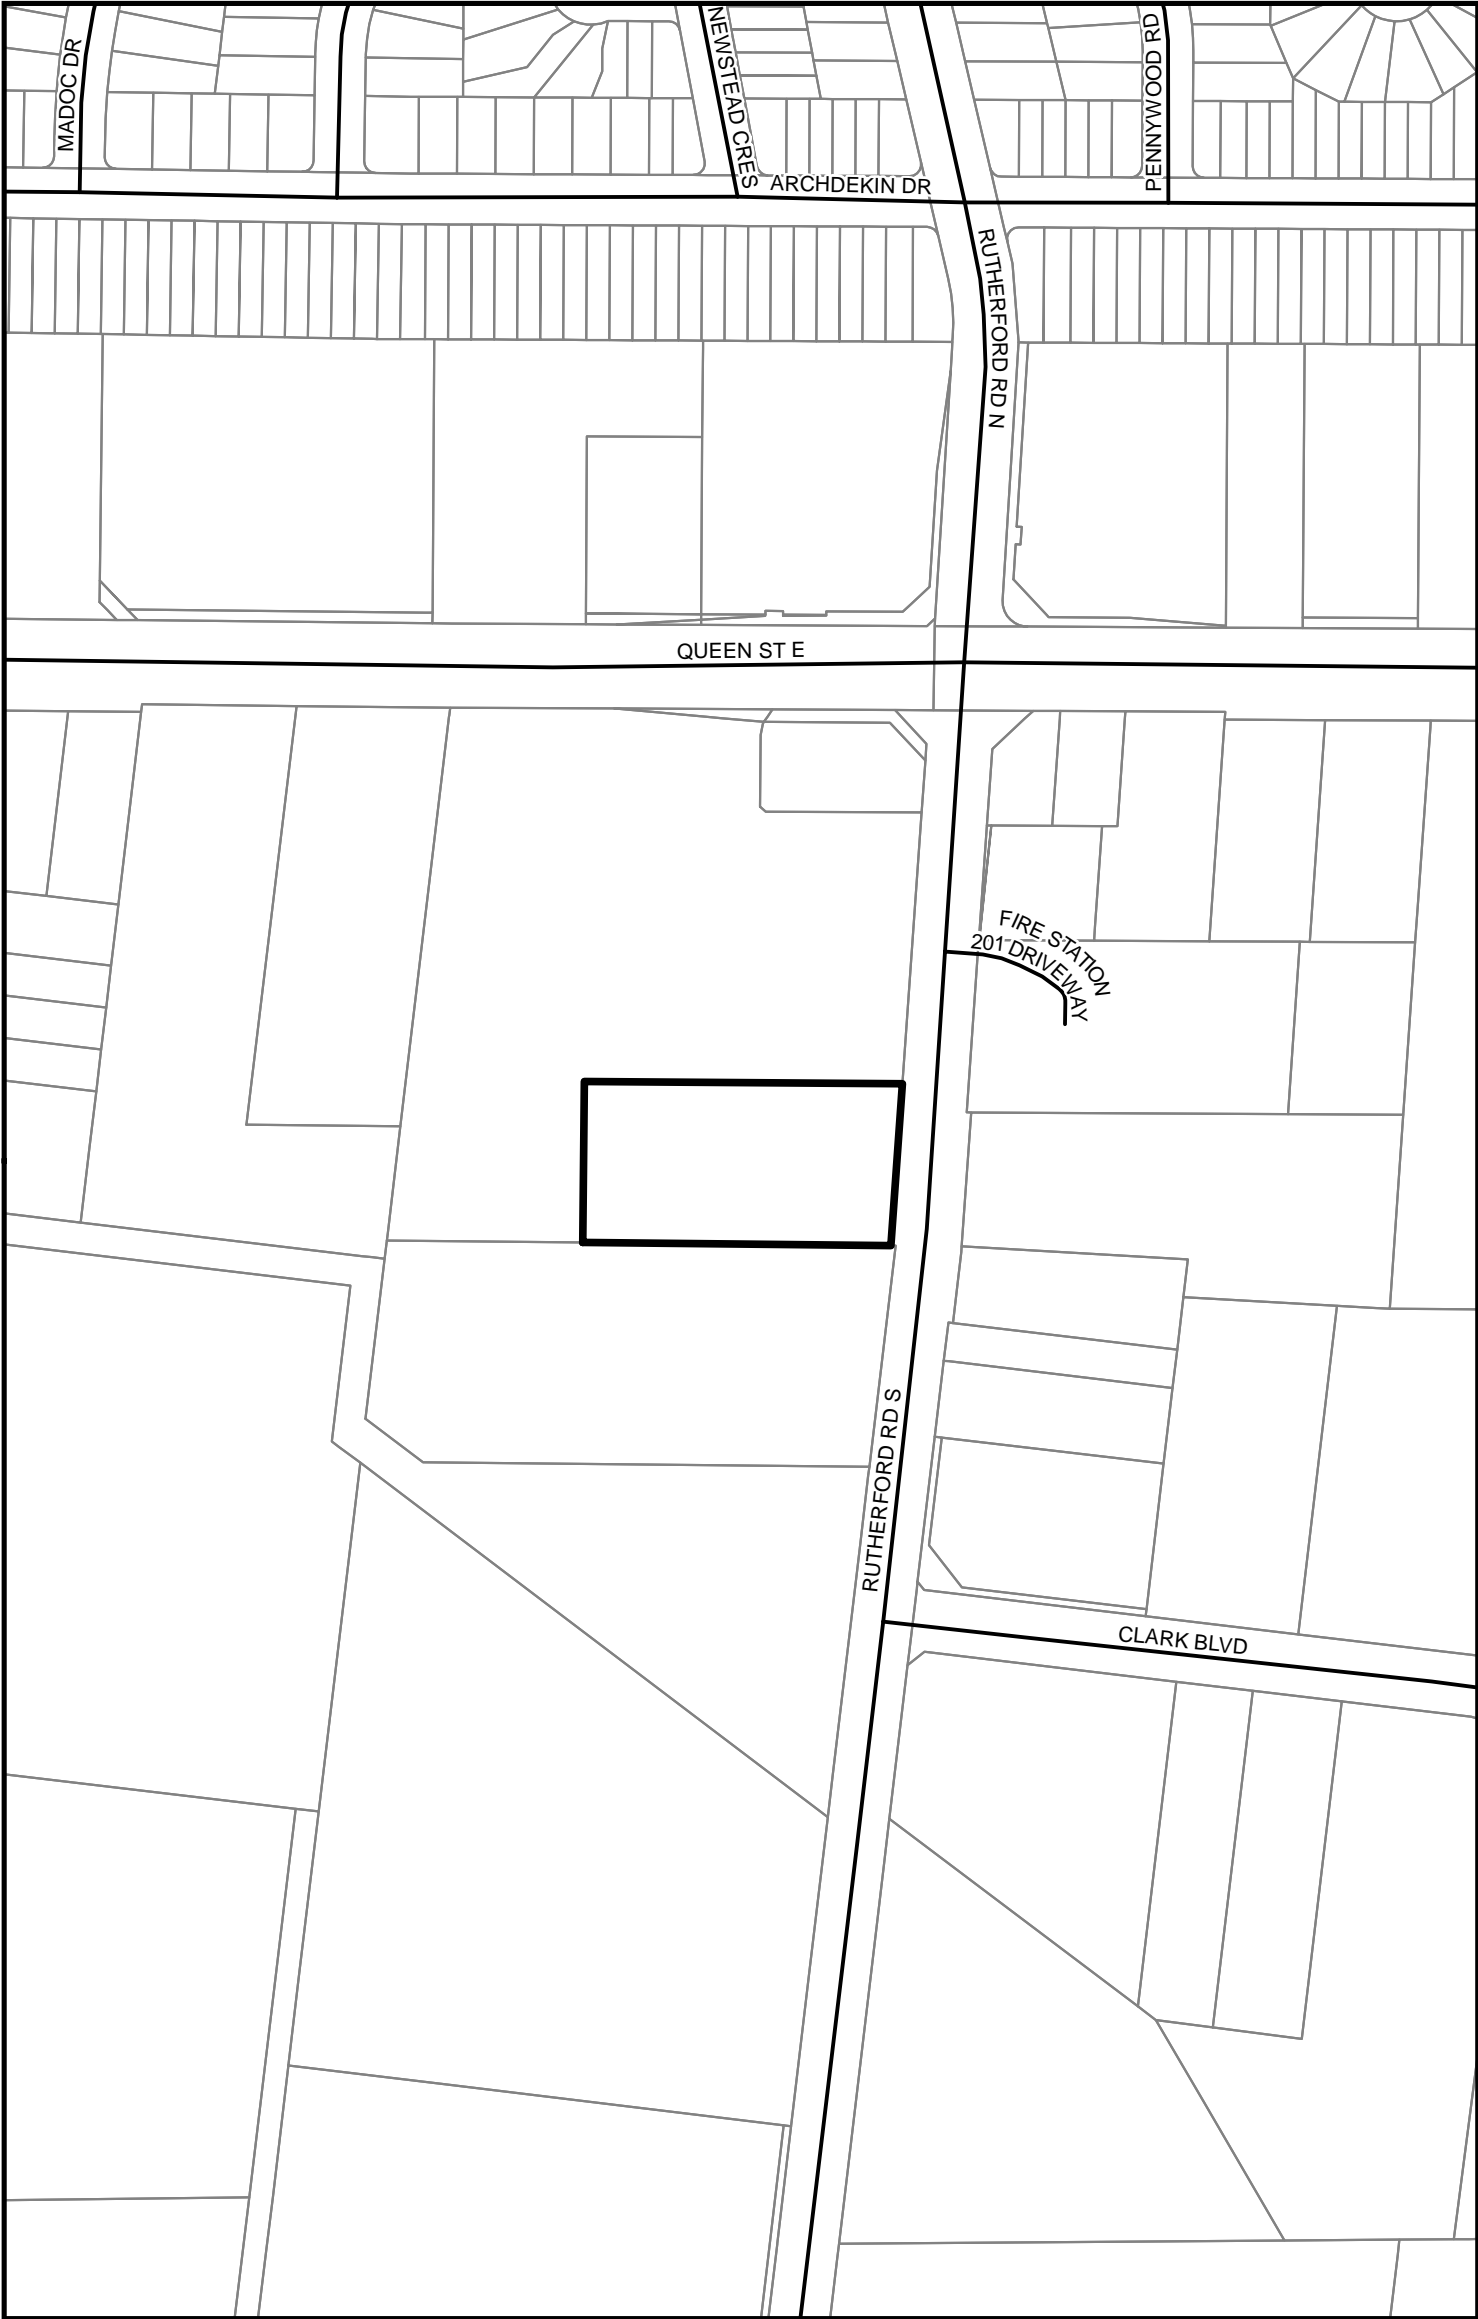 MADOC DR
NEWSTEAD CRES
PENNYWOOD RD
ARCHDEKIN DR
RUTHERFORD RD N
QUEEN ST E
FIRE STATION
201 DRIVEWAY
RUTHERFORD RD S
CLARK BLVD